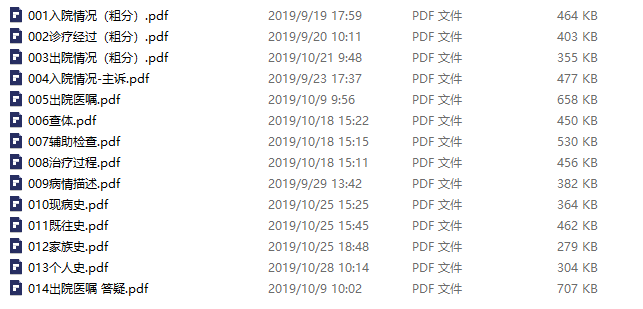 001入院情况（粗分）.pdf 2019/9/19 17:59 PDF 文件 464 KB
002诊疗经过（粗分）.pdf 2019/9/20 10:11 PDF 文件 403 KB
003出院情况（粗分）.pdf 2019/10/21 9:48 PDF 文件 355 KB
004入院情况-主诉.pdf 2019/9/23 17:37 PDF 文件 477 KB
005出院医嘱.pdf 2019/10/9 9:56 PDF 文件 658 KB
006查体.pdf 2019/10/18 15:22 PDF 文件 450 KB
007辅助检查.pdf 2019/10/18 15:15 PDF 文件 530 KB
008治疗过程.pdf 2019/10/18 15:11 PDF 文件 456 KB
009病情描述.pdf 2019/9/29 13:42 PDF 文件 382 KB
010现病史.pdf 2019/10/25 15:25 PDF 文件 364 KB
011既往史.pdf 2019/10/25 15:45 PDF 文件 462 KB
012家族史.pdf 2019/10/25 18:48 PDF 文件 279 KB
013个人史.pdf 2019/10/28 10:14 PDF 文件 304 KB
014出院医嘱 答疑.pdf 2019/10/9 10:02 PDF 文件 707 KB